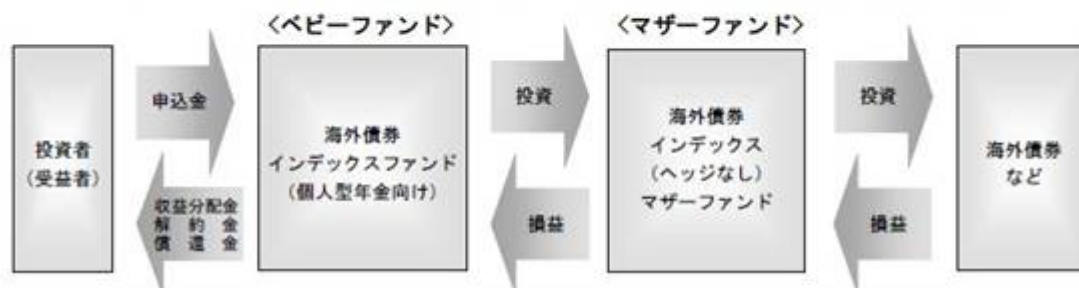 <ベビーファンド>
<マザーファンド>
投資者
(受益者)
申込金
収益分配金
解約金
償還金
海外債券
インデックスファンド
(個人型年金向け)
投資
損益
海外債券
インデックス
(ヘッジなし)
マザーファンド
投資
損益
海外債券
など